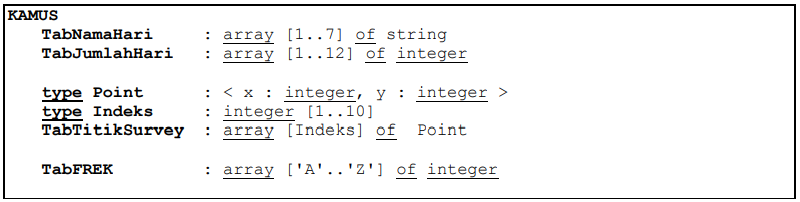 KAMUS
TabNamaHari : array [1..7] of string
TabJumlahHari : array [1..12] of integer
type Point : < x : integer, y : integer >
type Indeks : integer [1..10]
TabTitikSurvey : array [Indeks] of Point
TabFREK : array ['A'..'Z'] of integer